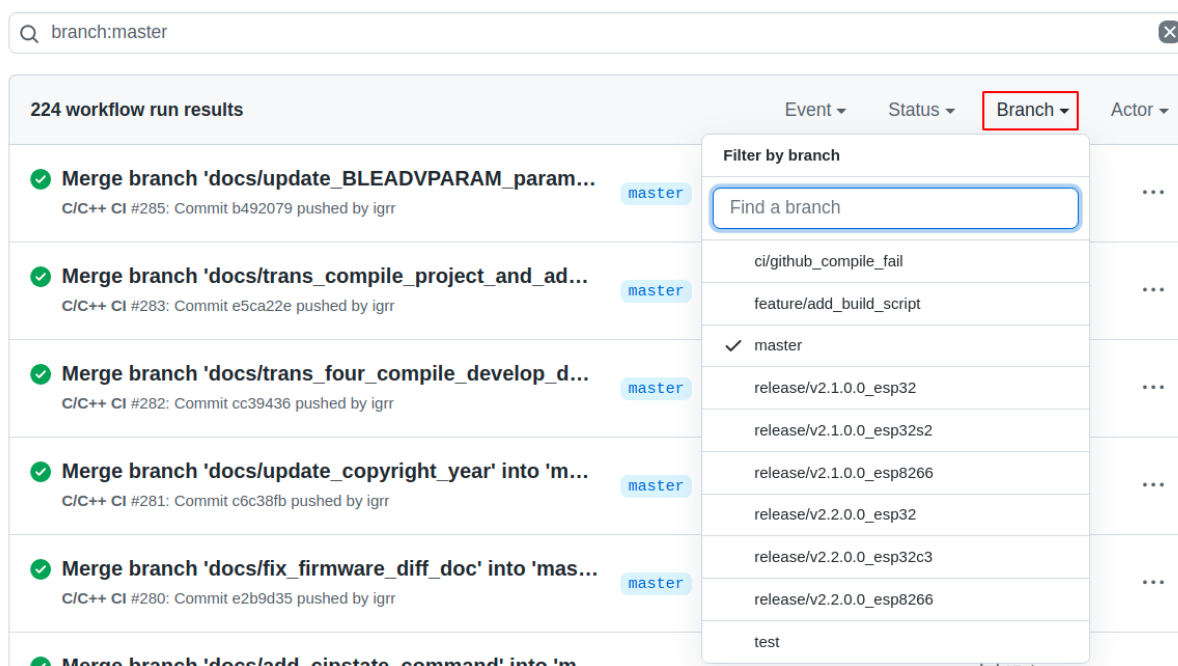 branch:master
224 workflow run results
Event
Status
Branch
Actor
Filter by branch
Find a branch
ci/github_compile_fail
feature/add_build_script
master
release/v2.1.0.0_esp32
release/v2.1.0.0_esp32s2
release/v2.1.0.0_esp8266
release/v2.2.0.0_esp32
release/v2.2.0.0_esp32c3
release/v2.2.0.0_esp8266
test
Merge branch 'docs/update_BLEADVPARAM_param...
master
C/C++ CI #285: Commit b492079 pushed by igrr
Merge branch 'docs/trans_compile_project_and_ad...
master
C/C++ CI #283: Commit e5ca22e pushed by igrr
Merge branch 'docs/trans_four_compile_develop_d...
master
C/C++ CI #282: Commit cc39436 pushed by igrr
Merge branch 'docs/update_copyright_year' into 'm...
master
C/C++ CI #281: Commit c6c38fb pushed by igrr
Merge branch 'docs/fix_firmware_diff_doc' into 'mas...
master
C/C++ CI #280: Commit e2b9d35 pushed by igrr
Merge branch 'docs/add_cipstate_command' into 'm...